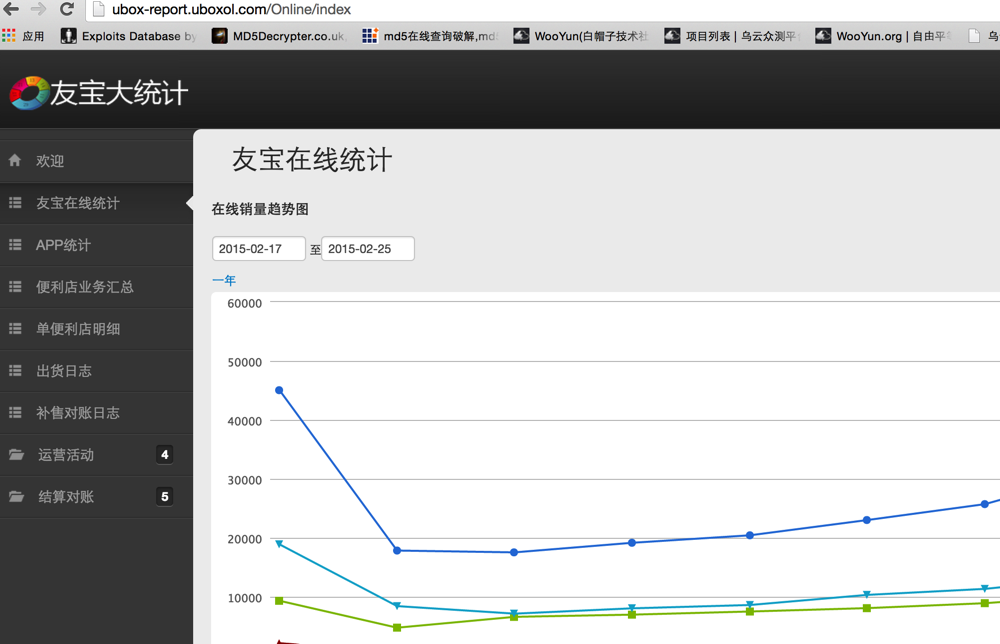 ubox-report.uboxol.com/Online/index
应用 Exploits Database by MD5Decrypter.co.uk, md5在线查询破解,md WooYun(白帽子技术社 项目列表 | 乌云众测平 WooYun.org | 自由平 乌
友宝大统计
欢迎
友宝在线统计
APP统计
便利店业务汇总
单便利店明细
出货日志
补售对账日志
运营活动 4
结算对账 5
友宝在线统计
在线销量趋势图
2015-02-17 至 2015-02-25
一年
60000
50000
40000
30000
20000
10000